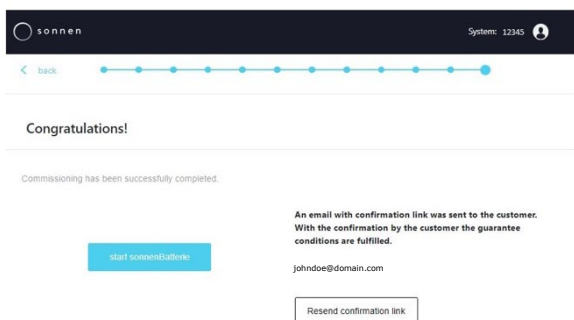 sonnen
System: 12345
back
Congratulations!
Commissioning has been successfully completed.
An email with confirmation link was sent to the customer.
With the confirmation by the customer the guarantee
conditions are fulfilled.
start sonnenBatterie
johndoe@domain.com
Resend confirmation link